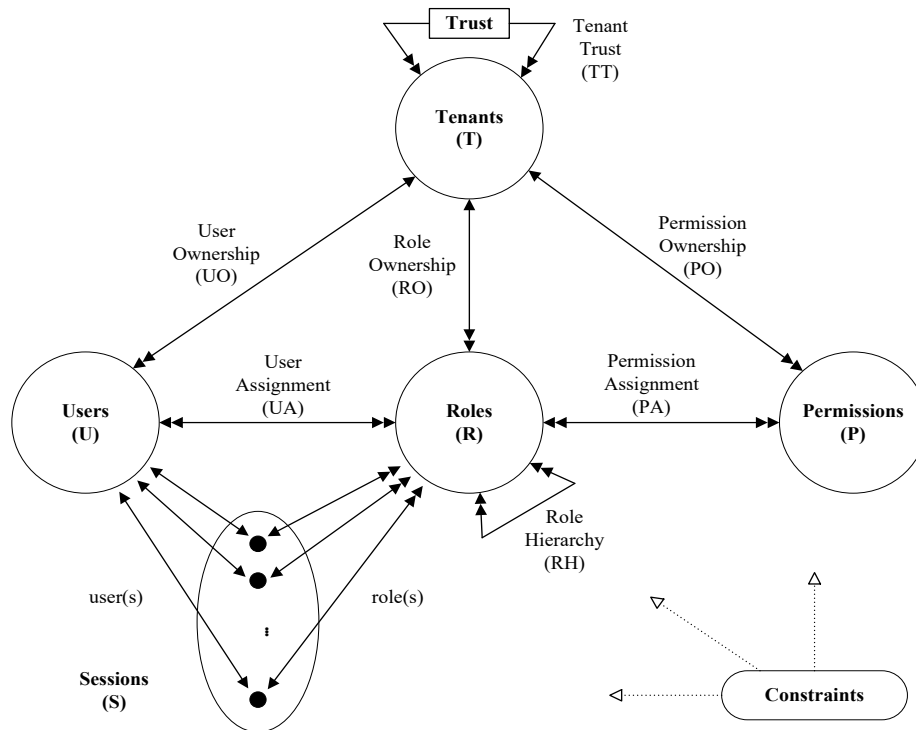 Trust
Tenant
Trust
(TT)
Tenants
(T)
User
Ownership
(UO)
Role
Ownership
(RO)
Permission
Ownership
(PO)
Users
(U)
User
Assignment
(UA)
Roles
(R)
Permission
Assignment
(PA)
Permissions
(P)
Role
Hierarchy
(RH)
user(s)
...
role(s)
Sessions
(S)
Constraints